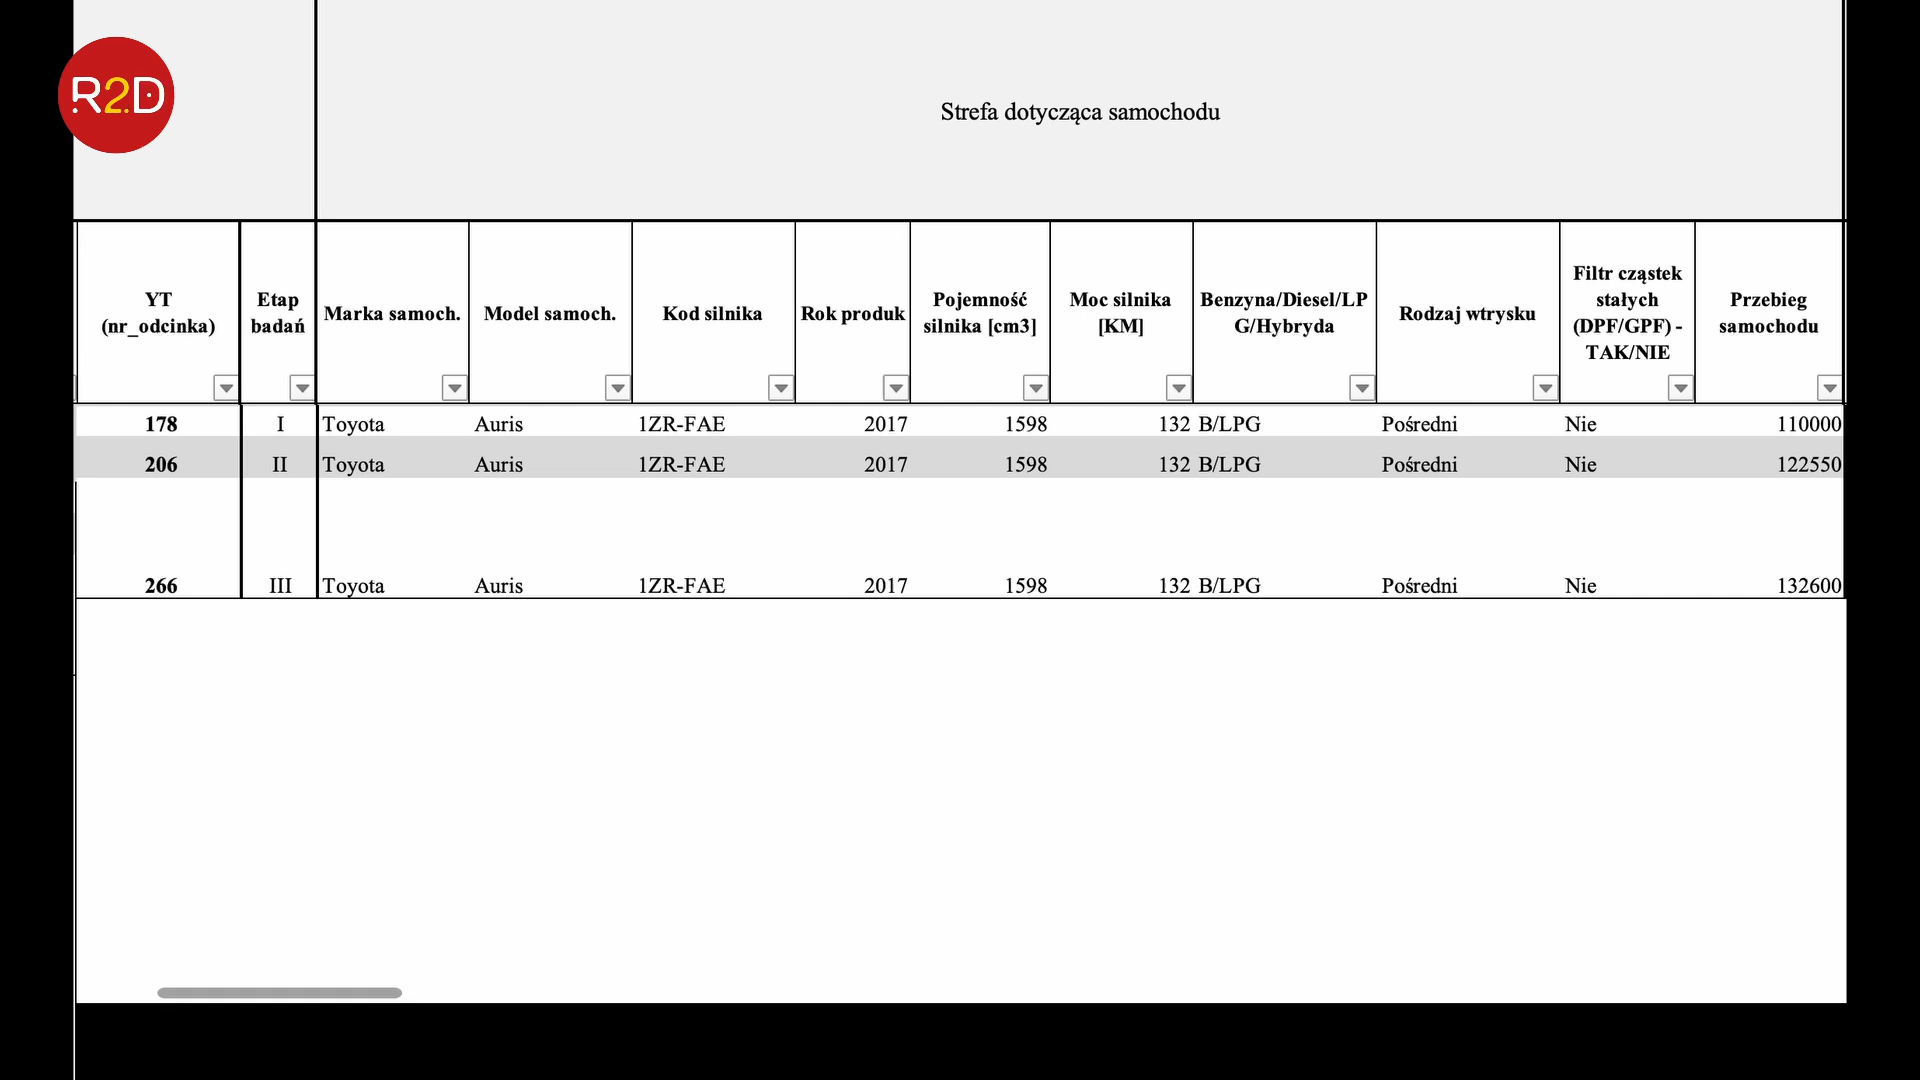 R2D
Strefa dotycząca samochodu
YT
(nr_odcinka)
Etap
badań
Marka samoch.
Model samoch.
Kod silnika
Rok produk
Pojemność
silnika [cm3]
Moc silnika
[KM]
Benzyna/Diesel/LP
G/Hybryda
Rodzaj wtrysku
Filtr cząstek
stałych
(DPF/GPF) -
TAK/NIE
Przebieg
samochodu
178 I Toyota Auris 1ZR-FAE 2017 1598 132 B/LPG Pośredni Nie 110000
206 II Toyota Auris 1ZR-FAE 2017 1598 132 B/LPG Pośredni Nie 122550
266 III Toyota Auris 1ZR-FAE 2017 1598 132 B/LPG Pośredni Nie 132600